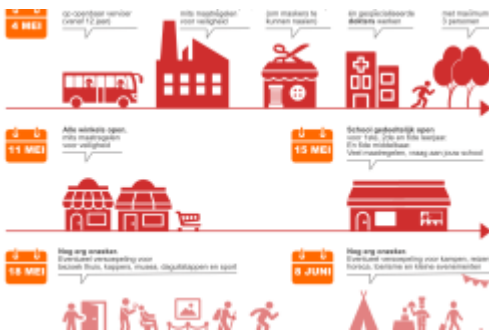 4 MEI
op openbaar vervoer
(vanaf 12 jaar)
mits maatregelen
voor veiligheid
(om maskers te
kunnen naaien)
en gespecialiseerde
dokters werken
met maximum
3 personen
11 MEI
Alle winkels open,
mits maatregelen
voor veiligheid
15 MEI
School gedeeltelijk open
voor 1ste, 2de en 6de leerjaar
En 6de middelbaar
Veel maatregelen, vraag aan jouw school
18 MEI
Nog erg onzeker.
Eventueel versoepeling voor
bezoek thuis, kappers, musea, daguitstappen en sport
8 JUNI
Nog erg onzeker.
Eventueel versoepeling voor kampen, reizen
horeca, toerisme en kleine evenementen